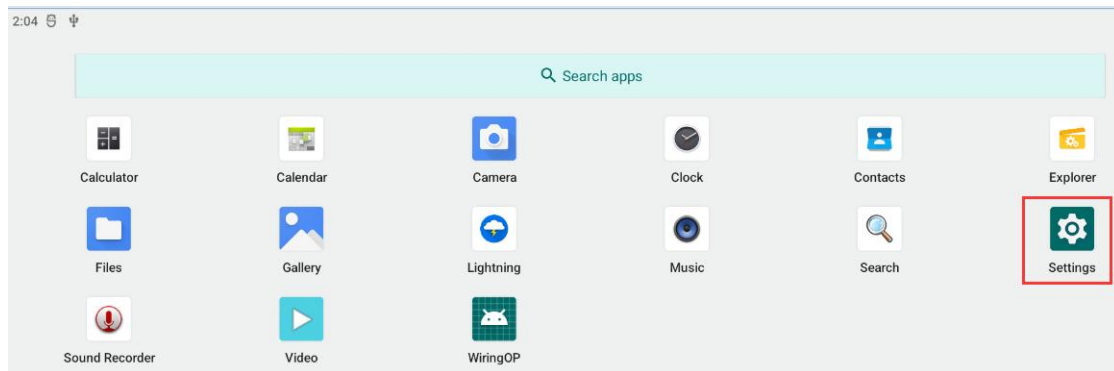 2:04
Search apps
Calculator Calendar Camera Clock Contacts Explorer
Files Gallery Lightning Music Search Settings
Sound Recorder Video WiringOP